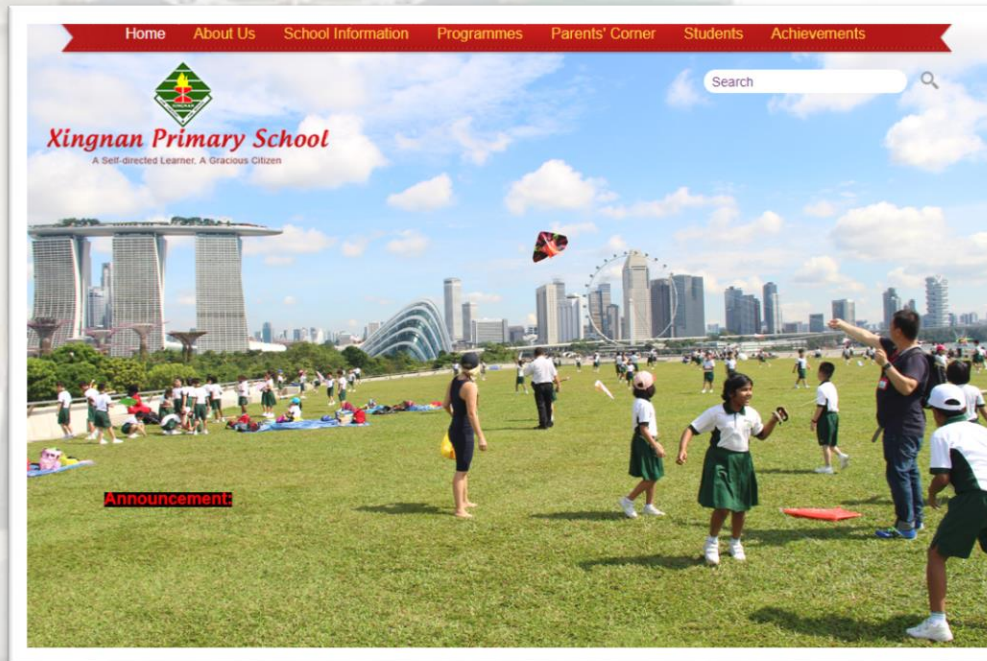 Home About Us School Information Programmes Parents' Corner Students Achievements
Search
XINGNAN
Xingnan Primary School
A Self-directed Learner, A Gracious Citizen
Announcement: